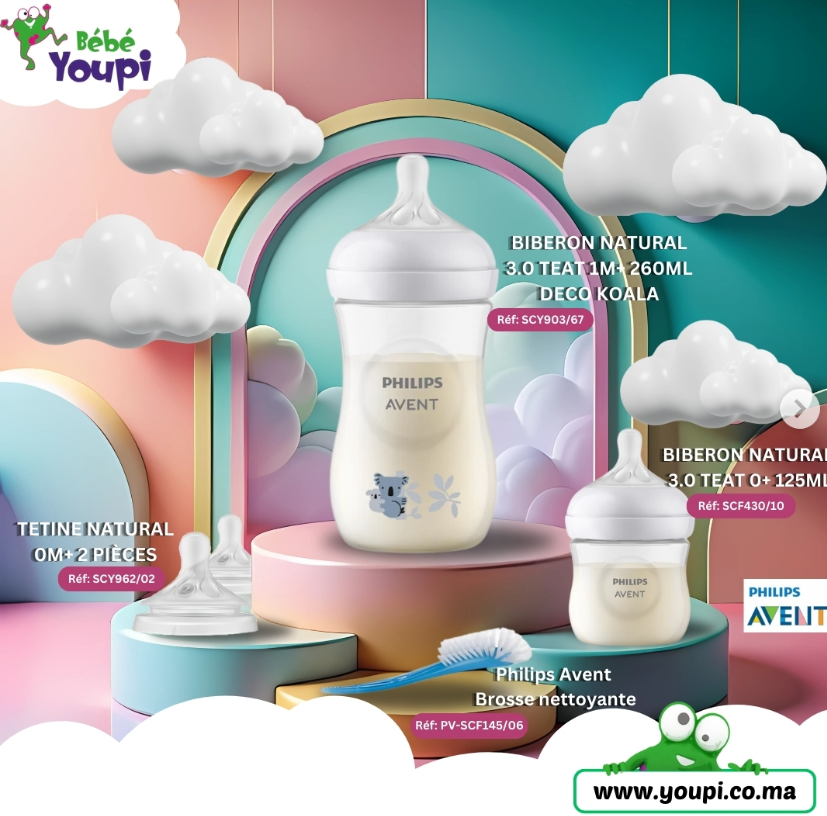 Bébé
Youpi
BIBERON NATURAL
3.0 TEAT 1M+ 260ML
DECO KOALA
Réf: SCY903/67
PHILIPS
AVENT
BIBERON NATURAL
3.0 TEAT 0+ 125ML
Réf: SCF430/10
TETINE NATURAL
0M+ 2 PIÈCES
Réf: SCY962/02
PHILIPS
AVENT
PHILIPS
AVENT
Philips Avent
Brosse nettoyante
Réf: PV-SCF145/06
www.youpi.co.ma